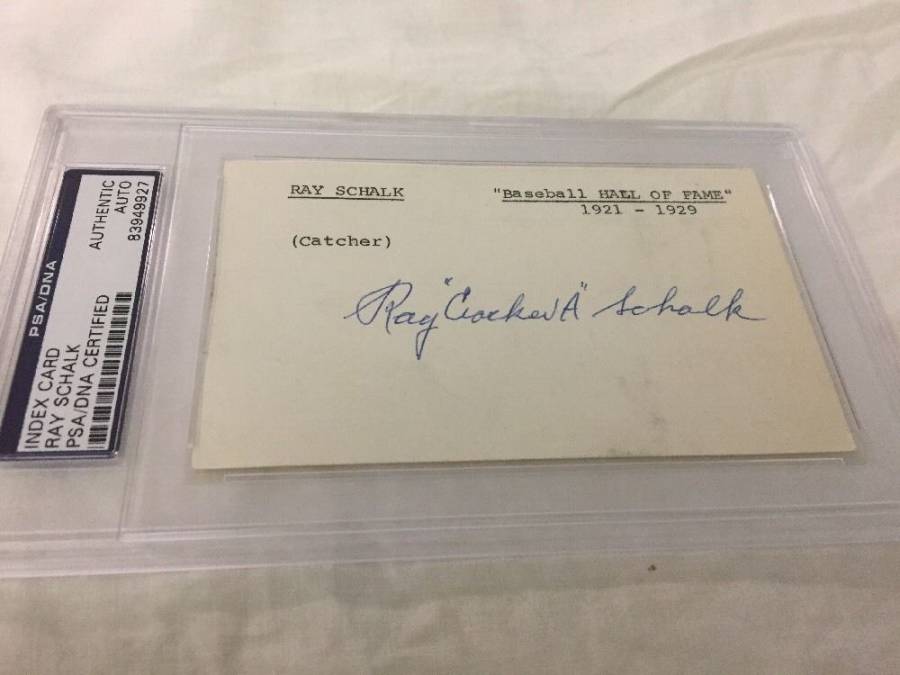 PSA/DNA
INDEX CARD
RAY SCHALK
PSA/DNA CERTIFIED
AUTHENTIC
AUTO
83949927
RAY SCHALK
"Baseball HALL OF FAME"
1921 - 1929
(Catcher)
Ray "Cracker" Schalk